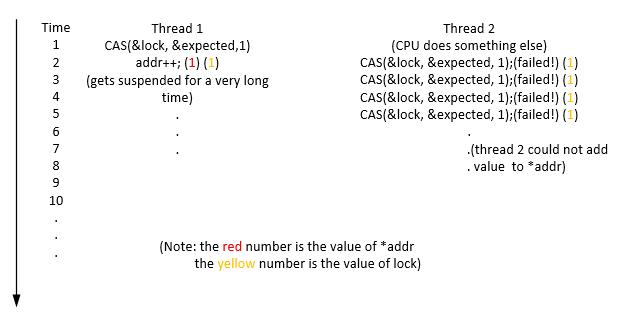 Time Thread 1 Thread 2
1 CAS(&lock, &expected,1) (CPU does something else)
2 addr++; (1) (1) CAS(&lock, &expected, 1);(failed!) (1)
3 (gets suspended for a very long CAS(&lock, &expected, 1);(failed!) (1)
4 time) CAS(&lock, &expected, 1);(failed!) (1)
5 . CAS(&lock, &expected, 1);(failed!) (1)
6 . .
7 . .(thread 2 could not add
8 . value to *addr)
9
10
.
. (Note: the red number is the value of *addr
. the yellow number is the value of lock)